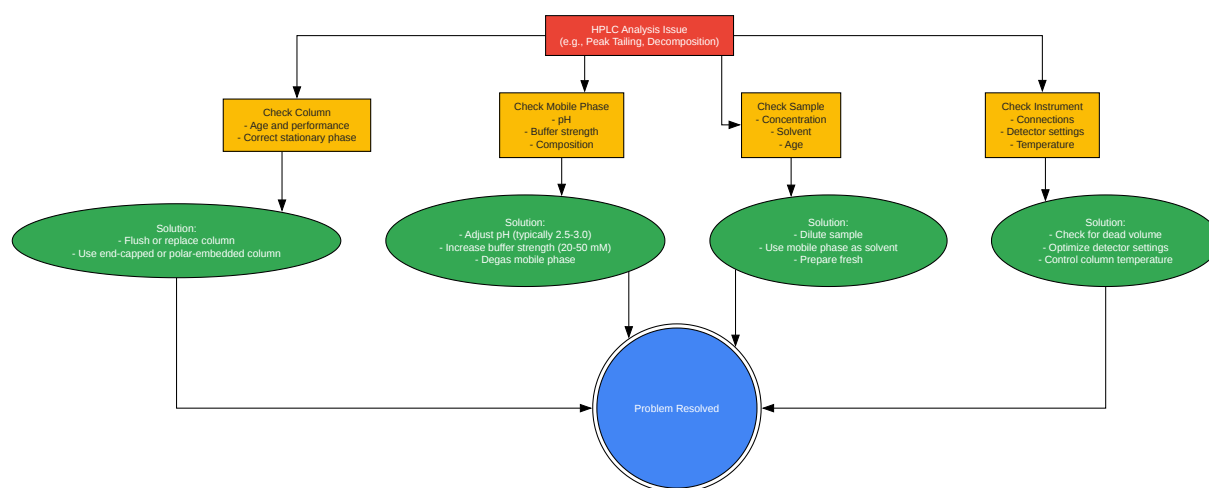 HPLC Analysis Issue
(e.g., Peak Tailing, Decomposition)
Check Column
- Age and performance
- Correct stationary phase
Check Mobile Phase
- pH
- Buffer strength
- Composition
Check Sample
- Concentration
- Solvent
- Age
Check Instrument
- Connections
- Detector settings
- Temperature
Solution:
- Flush or replace column
- Use end-capped or polar-embedded column
Solution:
- Adjust pH (typically 2.5-3.0)
- Increase buffer strength (20-50 mM)
- Degas mobile phase
Solution:
- Dilute sample
- Use mobile phase as solvent
- Prepare fresh
Solution:
- Check for dead volume
- Optimize detector settings
- Control column temperature
Problem Resolved